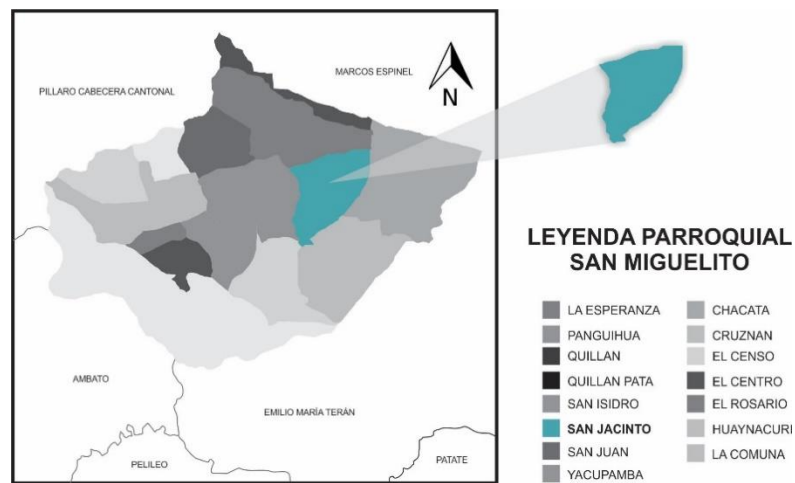 MARCOS ESPINEL
PILLARO CABECERA CANTONAL
N
AMBATO
EMILIO MARÍA TERÁN
PELILEO
PATATE
LEYENDA PARROQUIAL
SAN MIGUELITO
LA ESPERANZA
PANGUIHUA
QUILLAN
QUILLAN PATA
SAN ISIDRO
SAN JACINTO
SAN JUAN
YACUPAMBA
CHACATA
CRUZNAN
EL CENSO
EL CENTRO
EL ROSARIO
HUAYNACURI
LA COMUNA